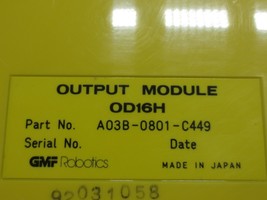 OUTPUT MODULE
OD16H
Part No. A03B-0801-C449
Serial No. Date
GMF Robotics MADE IN JAPAN
92031058